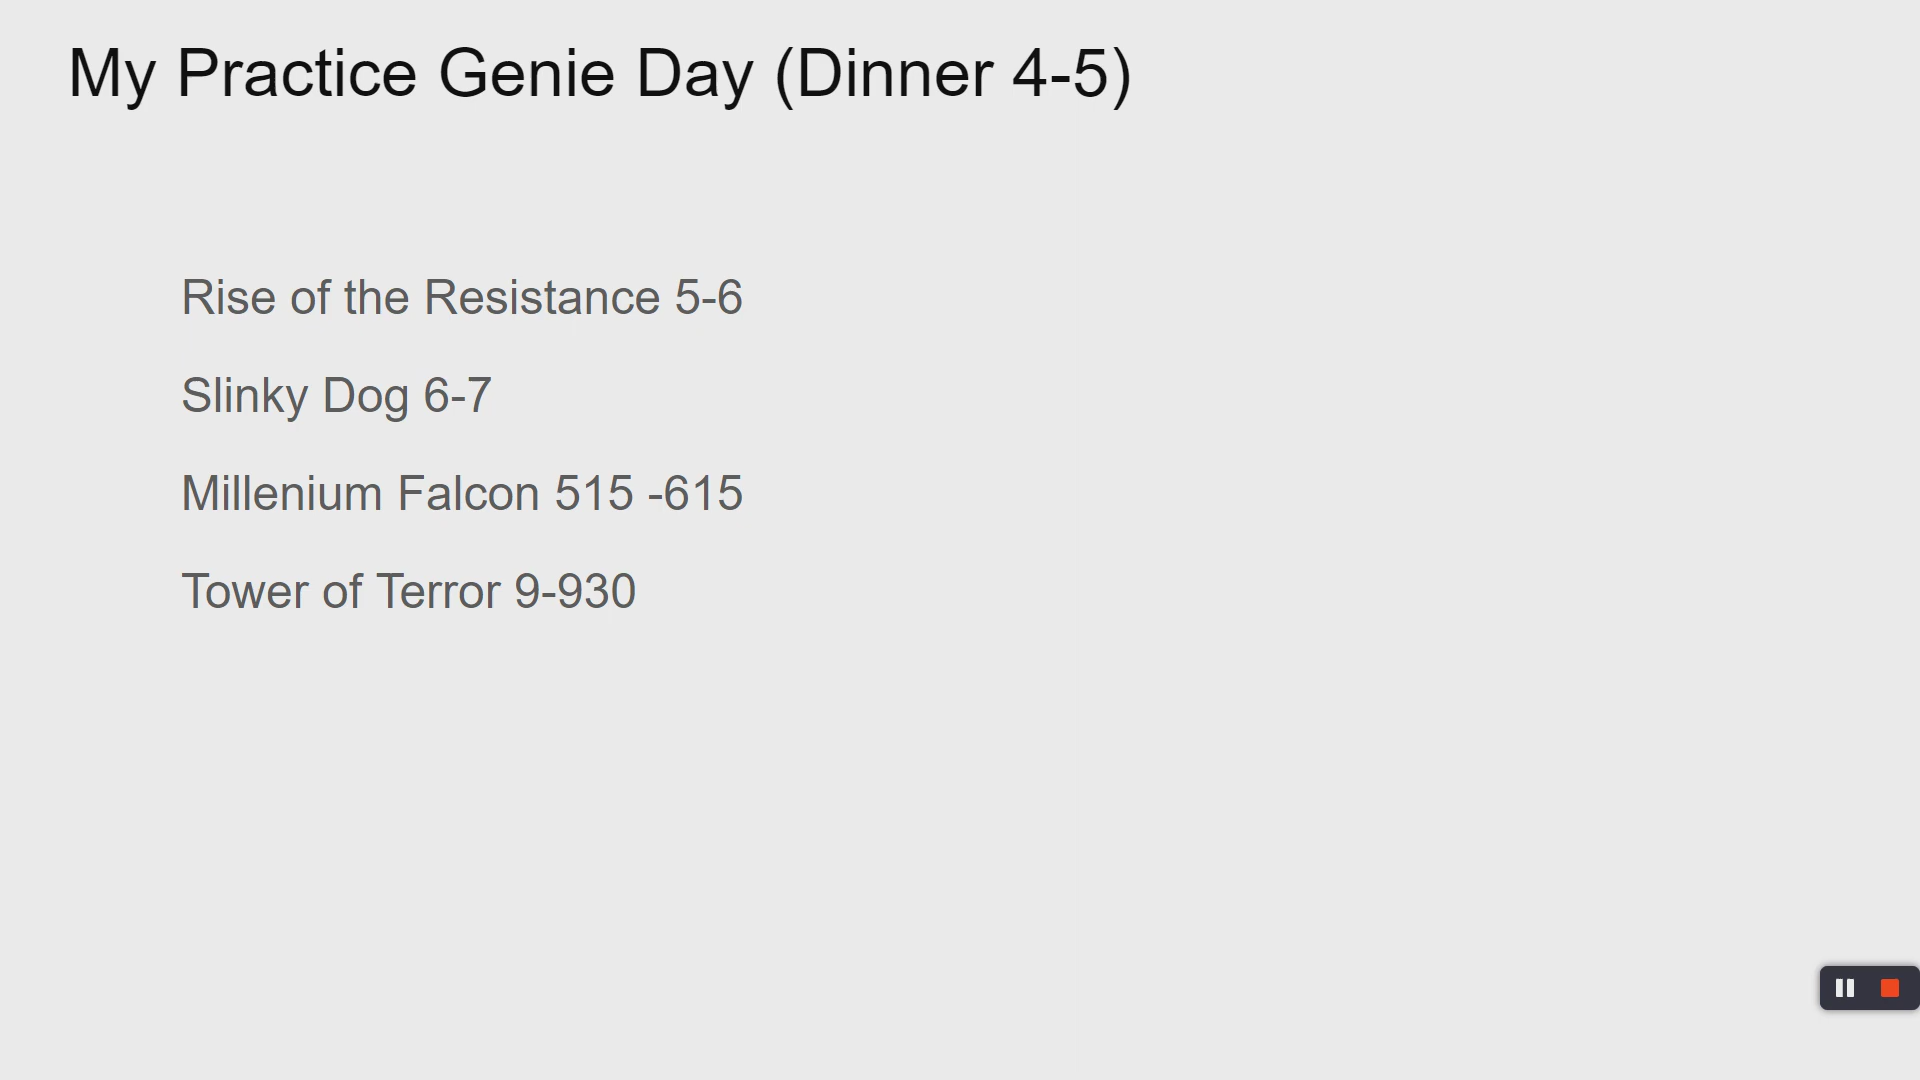 My Practice Genie Day (Dinner 4-5)
Rise of the Resistance 5-6
Slinky Dog 6-7
Millenium Falcon 515 -615
Tower of Terror 9-930